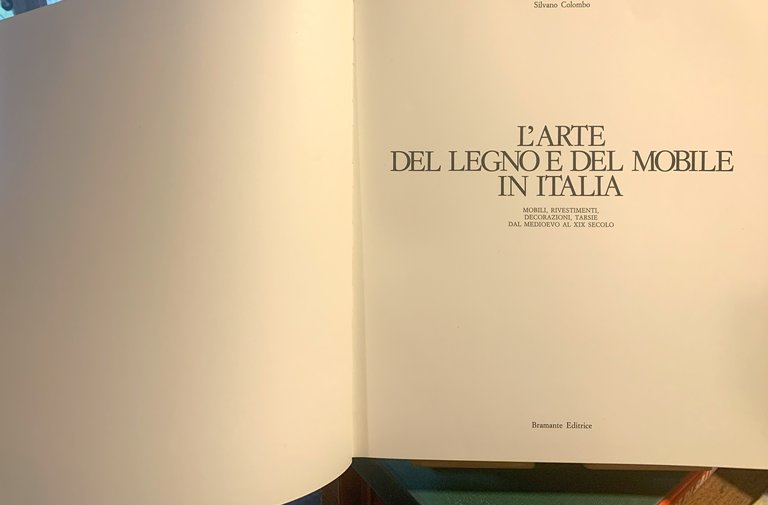 Silvano Colombo
L'ARTE
DEL LEGNO E DEL MOBILE
IN ITALIA
MOBILI, RIVESTIMENTI,
DECORAZIONI, TARSIE
DAL MEDIOEVO AL XIX SECOLO
Bramante Editrice